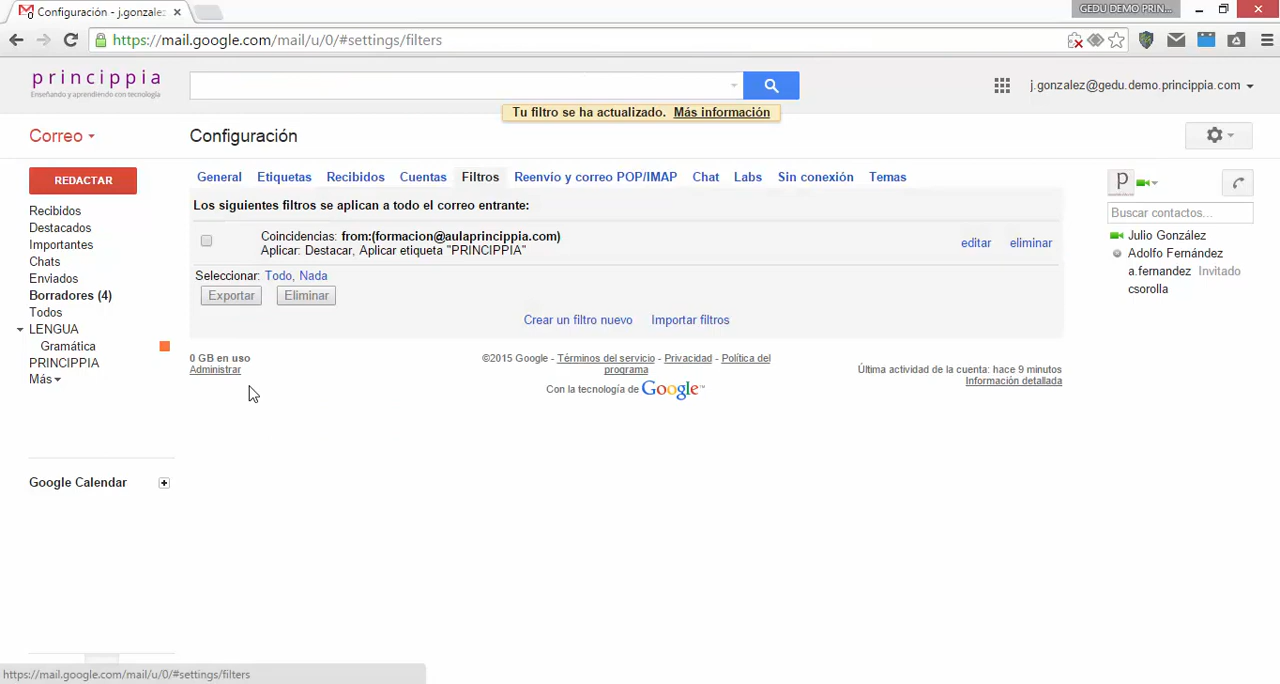 Configuración - j.gonzale:
GEDU DEMO PRIN...
https://mail.google.com/mail/u/0/#settings/filters
princippia
Enseñando y aprendiendo con tecnología
j.gonzalez@gedu.demo.princippia.com
Tu filtro se ha actualizado. Más información
Correo
Configuración
REDACTAR
General Etiquetas Recibidos Cuentas Filtros Reenvío y correo POP/IMAP Chat Labs Sin conexión Temas
Los siguientes filtros se aplican a todo el correo entrante:
Coincidencias: from:(formacion@aulaprincippia.com)
Aplicar: Destacar, Aplicar etiqueta "PRINCIPPIA"
editar eliminar
Seleccionar: Todo, Nada
Exportar Eliminar
Crear un filtro nuevo Importar filtros
Recibidos
Destacados
Importantes
Chats
Enviados
Borradores (4)
Todos
LENGUA
Gramática
PRINCIPPIA
Más
Google Calendar
p
Buscar contactos...
Julio González
Adolfo Fernández
a.fernandez Invitado
csorolla
0 GB en uso
Administrar
©2015 Google - Términos del servicio - Privacidad - Política del
programa
Con la tecnología de Google™
Última actividad de la cuenta: hace 9 minutos
Información detallada
https://mail.google.com/mail/u/0/#settings/filters